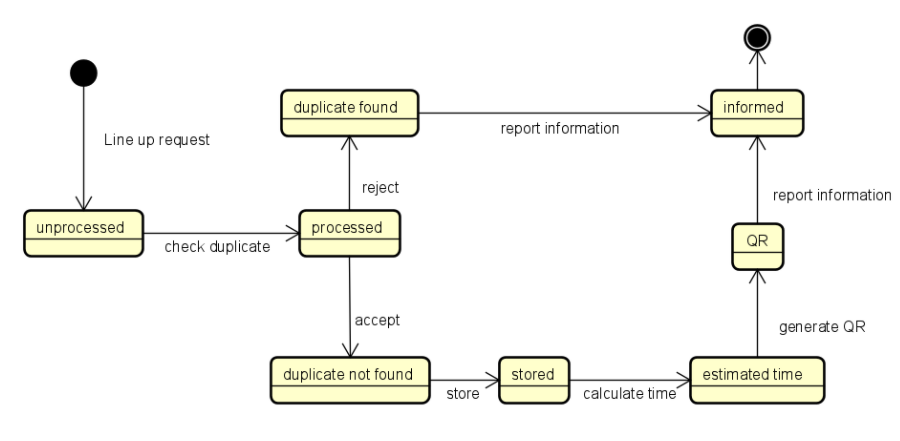 duplicate found
informed
report information
Line up request
reject
report information
unprocessed
processed
check duplicate
QR
accept
generate QR
duplicate not found
stored
estimated time
store
calculate time